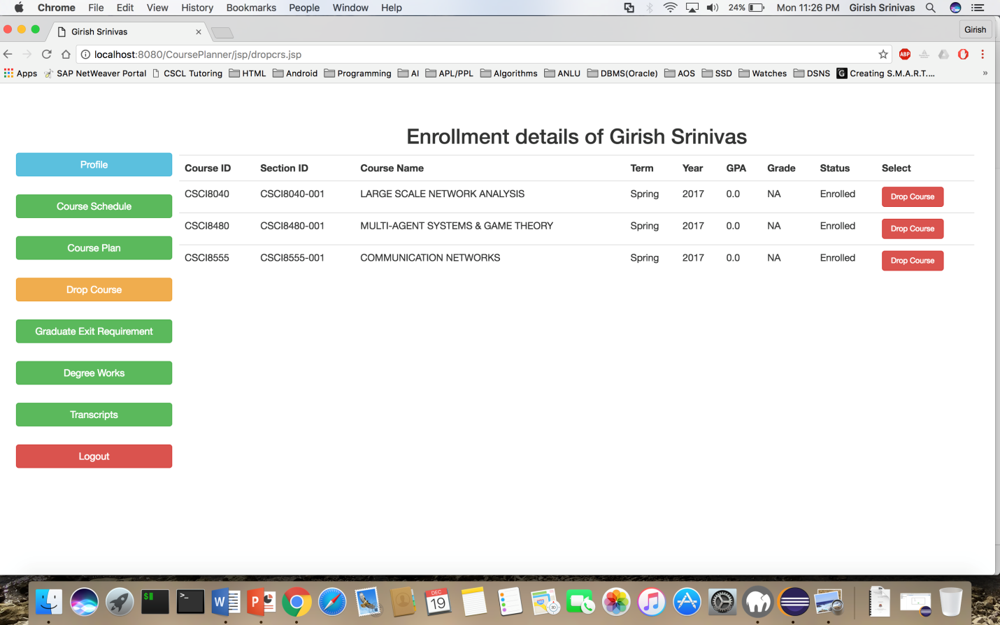 Chrome File Edit View History Bookmarks People Window Help 24% Mon 11:26 PM Girish Srinivas
Girish Srinivas Girish
localhost:8080/CoursePlanner/jsp/dropcrs.jsp ABP
Apps SAP NetWeaver Portal CSCL Tutoring HTML Android Programming AI APL/PPL Algorithms ANLU DBMS(Oracle) AOS SSD Watches DSNS G Creating S.M.A.R.T.... »
Enrollment details of Girish Srinivas
Profile
Course Schedule
Course Plan
Drop Course
Graduate Exit Requirement
Degree Works
Transcripts
Logout
Course ID Section ID Course Name Term Year GPA Grade Status Select
CSCI8040 CSCI8040-001 LARGE SCALE NETWORK ANALYSIS Spring 2017 0.0 NA Enrolled Drop Course
CSCI8480 CSCI8480-001 MULTI-AGENT SYSTEMS & GAME THEORY Spring 2017 0.0 NA Enrolled Drop Course
CSCI8555 CSCI8555-001 COMMUNICATION NETWORKS Spring 2017 0.0 NA Enrolled Drop Course
$ >_ W P DEC 19